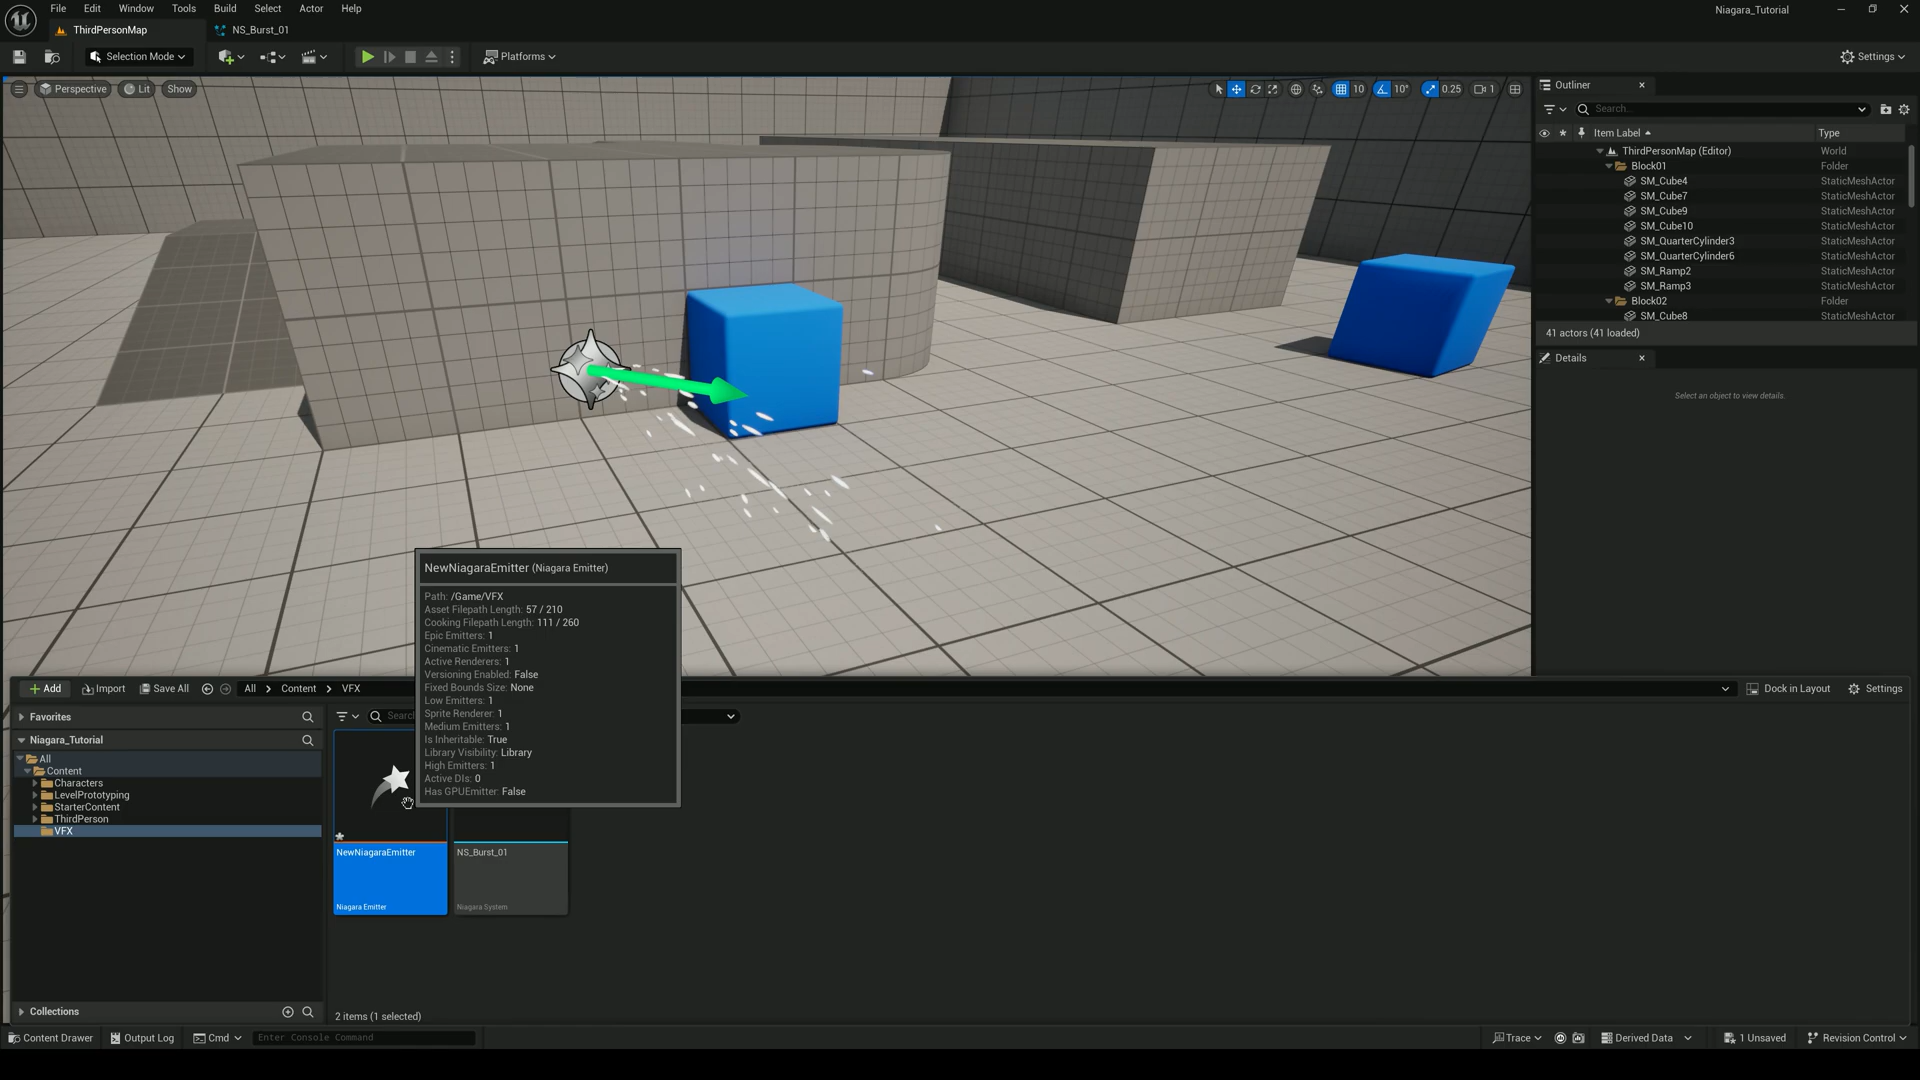 File Edit Window Tools Build Select Actor Help
Niagara_Tutorial
ThirdPersonMap
NS_Burst_01
Selection Mode
Platforms
Settings
Perspective
Lit
Show
10
10°
0.25
1
Outliner
Search...
Item Label
Type
ThirdPersonMap (Editor) World
Block01 Folder
SM_Cube4 StaticMeshActor
SM_Cube7 StaticMeshActor
SM_Cube9 StaticMeshActor
SM_Cube10 StaticMeshActor
SM_QuarterCylinder3 StaticMeshActor
SM_QuarterCylinder6 StaticMeshActor
SM_Ramp2 StaticMeshActor
SM_Ramp3 StaticMeshActor
Block02 Folder
SM_Cube8 StaticMeshActor
41 actors (41 loaded)
Details
Select an object to view details.
NewNiagaraEmitter (Niagara Emitter)
Path: /Game/VFX
Asset Filepath Length: 57 / 210
Cooking Filepath Length: 111 / 260
Epic Emitters: 1
Cinematic Emitters: 1
Active Renderers: 1
Versioning Enabled: False
Fixed Bounds Size: None
Low Emitters: 1
Sprite Renderer: 1
Medium Emitters: 1
Is Inheritable: True
Library Visibility: Library
High Emitters: 1
Active DIs: 0
Has GPUEmitter: False
Add
Import
Save All
All > Content > VFX
Dock in Layout
Settings
Favorites
Searc
Niagara_Tutorial
All
Content
Characters
LevelPrototyping
StarterContent
ThirdPerson
VFX
NewNiagaraEmitter
Niagara Emitter
NS_Burst_01
Niagara System
Collections
2 items (1 selected)
Content Drawer
Output Log
Cmd
Enter Console Command
Trace
Derived Data
1 Unsaved
Revision Control